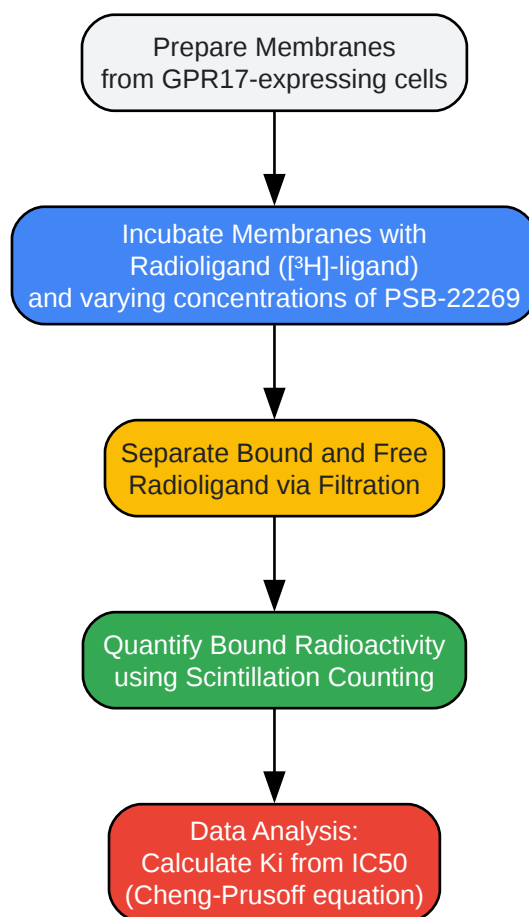 Prepare Membranes
from GPR17-expressing cells
Incubate Membranes with
Radioligand ([³H]-ligand)
and varying concentrations of PSB-22269
Separate Bound and Free
Radioligand via Filtration
Quantify Bound Radioactivity
using Scintillation Counting
Data Analysis:
Calculate Ki from IC50
(Cheng-Prusoff equation)